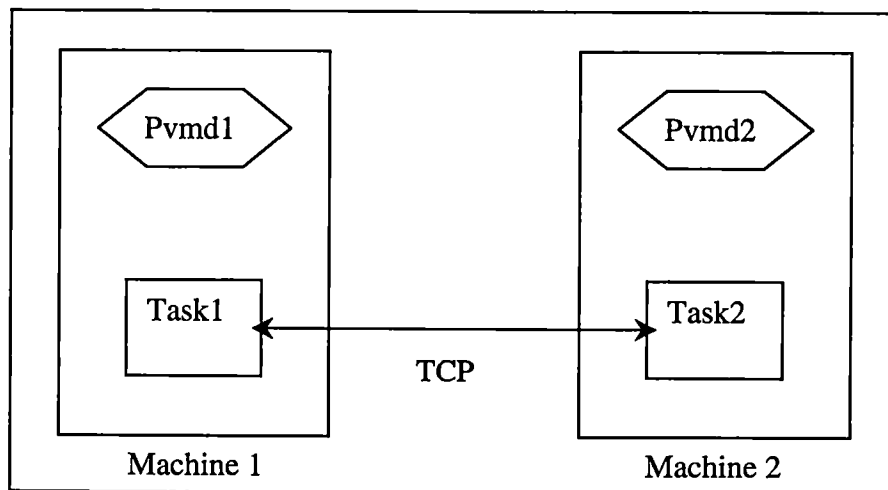 Pvmd1
Pvmd2
Task1
Task2
TCP
Machine 1
Machine 2